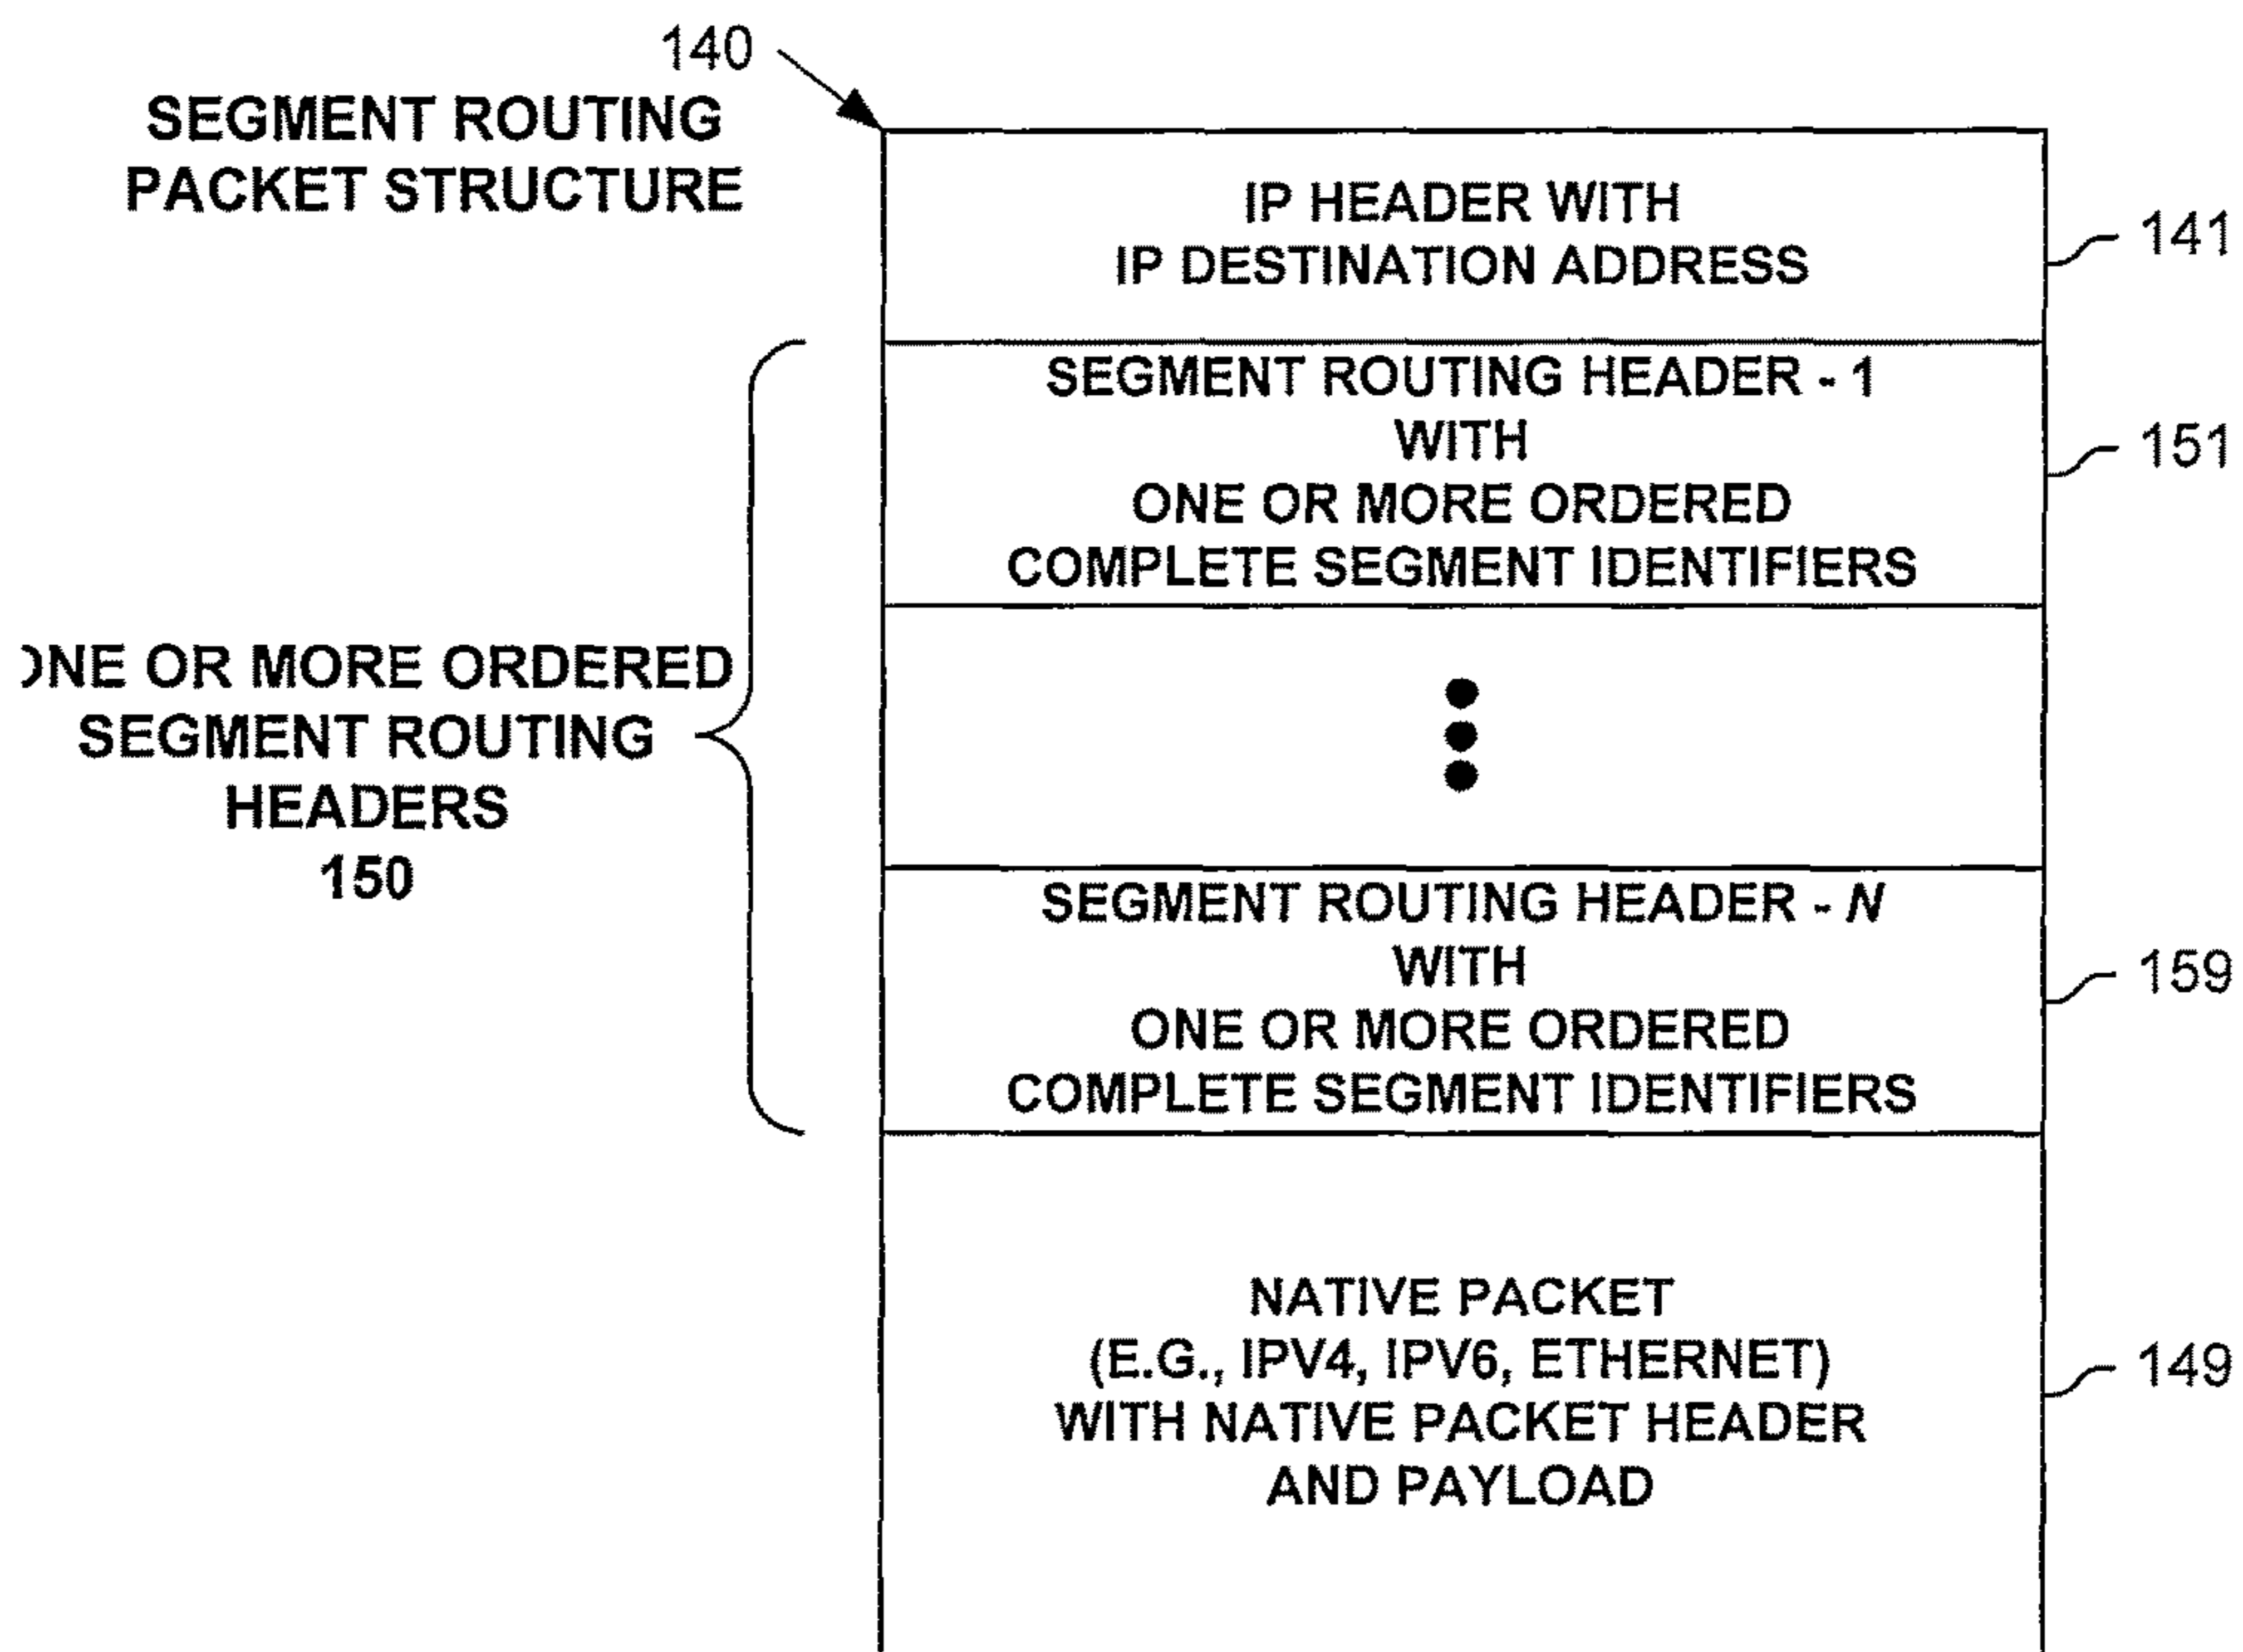 140
SEGMENT ROUTING
PACKET STRUCTURE
IP HEADER WITH
IP DESTINATION ADDRESS
141
SEGMENT ROUTING HEADER - 1
WITH
ONE OR MORE ORDERED
COMPLETE SEGMENT IDENTIFIERS
151
ONE OR MORE ORDERED
SEGMENT ROUTING
HEADERS
150
SEGMENT ROUTING HEADER - N
WITH
ONE OR MORE ORDERED
COMPLETE SEGMENT IDENTIFIERS
159
NATIVE PACKET
(E.G., IPV4, IPV6, ETHERNET)
WITH NATIVE PACKET HEADER
AND PAYLOAD
149